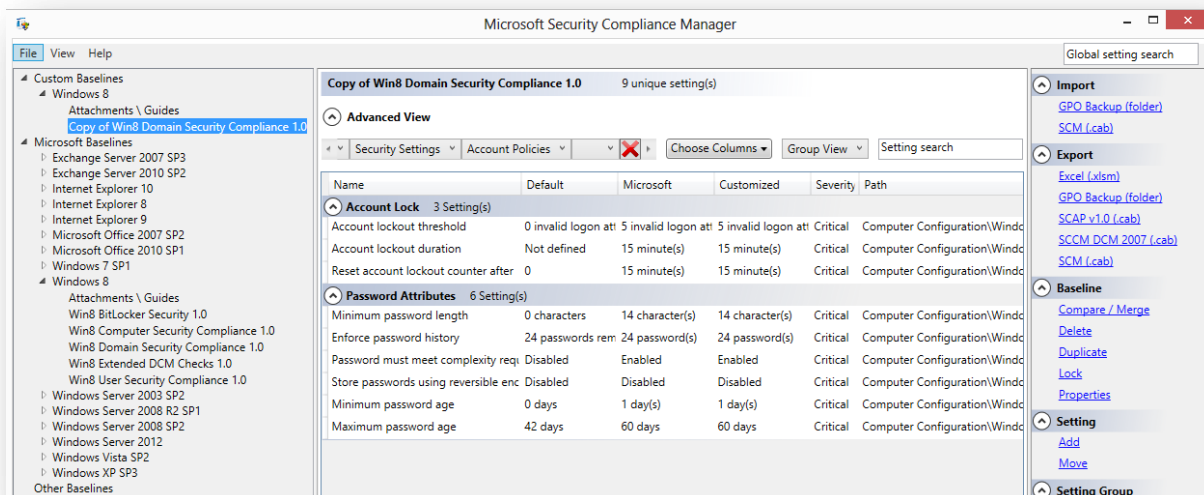 Microsoft Security Compliance Manager
File View Help
Global setting search
Custom Baselines
Windows 8
Attachments \ Guides
Copy of Win8 Domain Security Compliance 1.0
Microsoft Baselines
Exchange Server 2007 SP3
Exchange Server 2010 SP2
Internet Explorer 10
Internet Explorer 8
Internet Explorer 9
Microsoft Office 2007 SP2
Microsoft Office 2010 SP1
Windows 7 SP1
Windows 8
Attachments \ Guides
Win8 BitLocker Security 1.0
Win8 Computer Security Compliance 1.0
Win8 Domain Security Compliance 1.0
Win8 Extended DCM Checks 1.0
Win8 User Security Compliance 1.0
Windows Server 2003 SP2
Windows Server 2008 R2 SP1
Windows Server 2008 SP2
Windows Server 2012
Windows Vista SP2
Windows XP SP3
Other Baselines
Copy of Win8 Domain Security Compliance 1.0 9 unique setting(s)
Advanced View
Security Settings Account Policies Choose Columns Group View Setting search
Name Default Microsoft Customized Severity Path
Account Lock 3 Setting(s)
Account lockout threshold 0 invalid logon att 5 invalid logon att 5 invalid logon att Critical Computer Configuration\Windo
Account lockout duration Not defined 15 minute(s) 15 minute(s) Critical Computer Configuration\Windo
Reset account lockout counter after 0 15 minute(s) 15 minute(s) Critical Computer Configuration\Windo
Password Attributes 6 Setting(s)
Minimum password length 0 characters 14 character(s) 14 character(s) Critical Computer Configuration\Windo
Enforce password history 24 passwords rem 24 password(s) 24 password(s) Critical Computer Configuration\Windo
Password must meet complexity requ Disabled Enabled Enabled Critical Computer Configuration\Windo
Store passwords using reversible enc Disabled Disabled Disabled Critical Computer Configuration\Windo
Minimum password age 0 days 1 day(s) 1 day(s) Critical Computer Configuration\Windo
Maximum password age 42 days 60 days 60 days Critical Computer Configuration\Windo
Import
GPO Backup (folder)
SCM (.cab)
Export
Excel (.xlsm)
GPO Backup (folder)
SCAP v1.0 (.cab)
SCCM DCM 2007 (.cab)
SCM (.cab)
Baseline
Compare / Merge
Delete
Duplicate
Lock
Properties
Setting
Add
Move
Setting Group